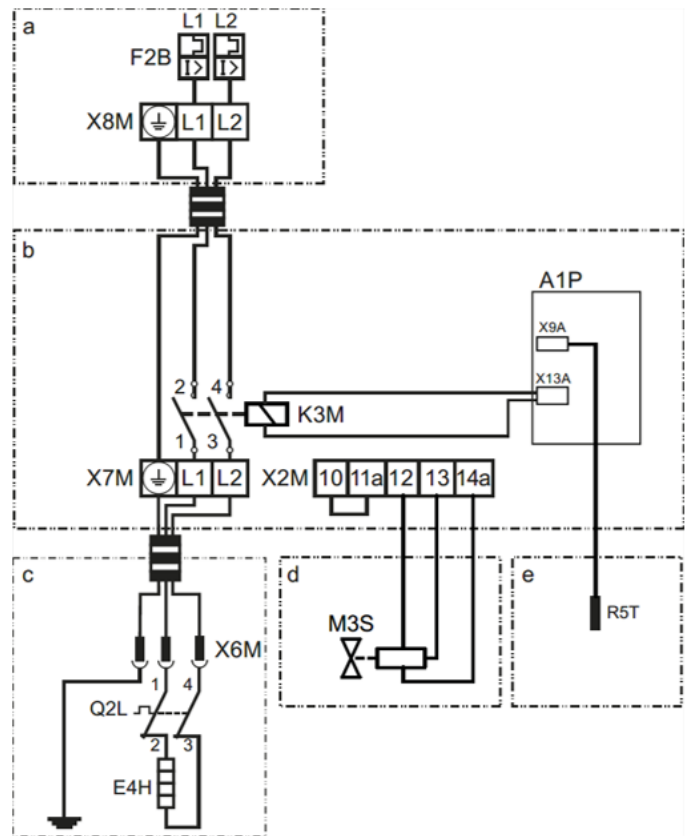 a
L1 L2
F2B
I> I>
X8M L1 L2
b
A1P
X9A
X13A
2 4
K3M
1 3
X7M L1 L2 X2M 10 11a 12 13 14a
c
d
e
M3S
R5T
X6M
1 4
Q2L
2 3
E4H